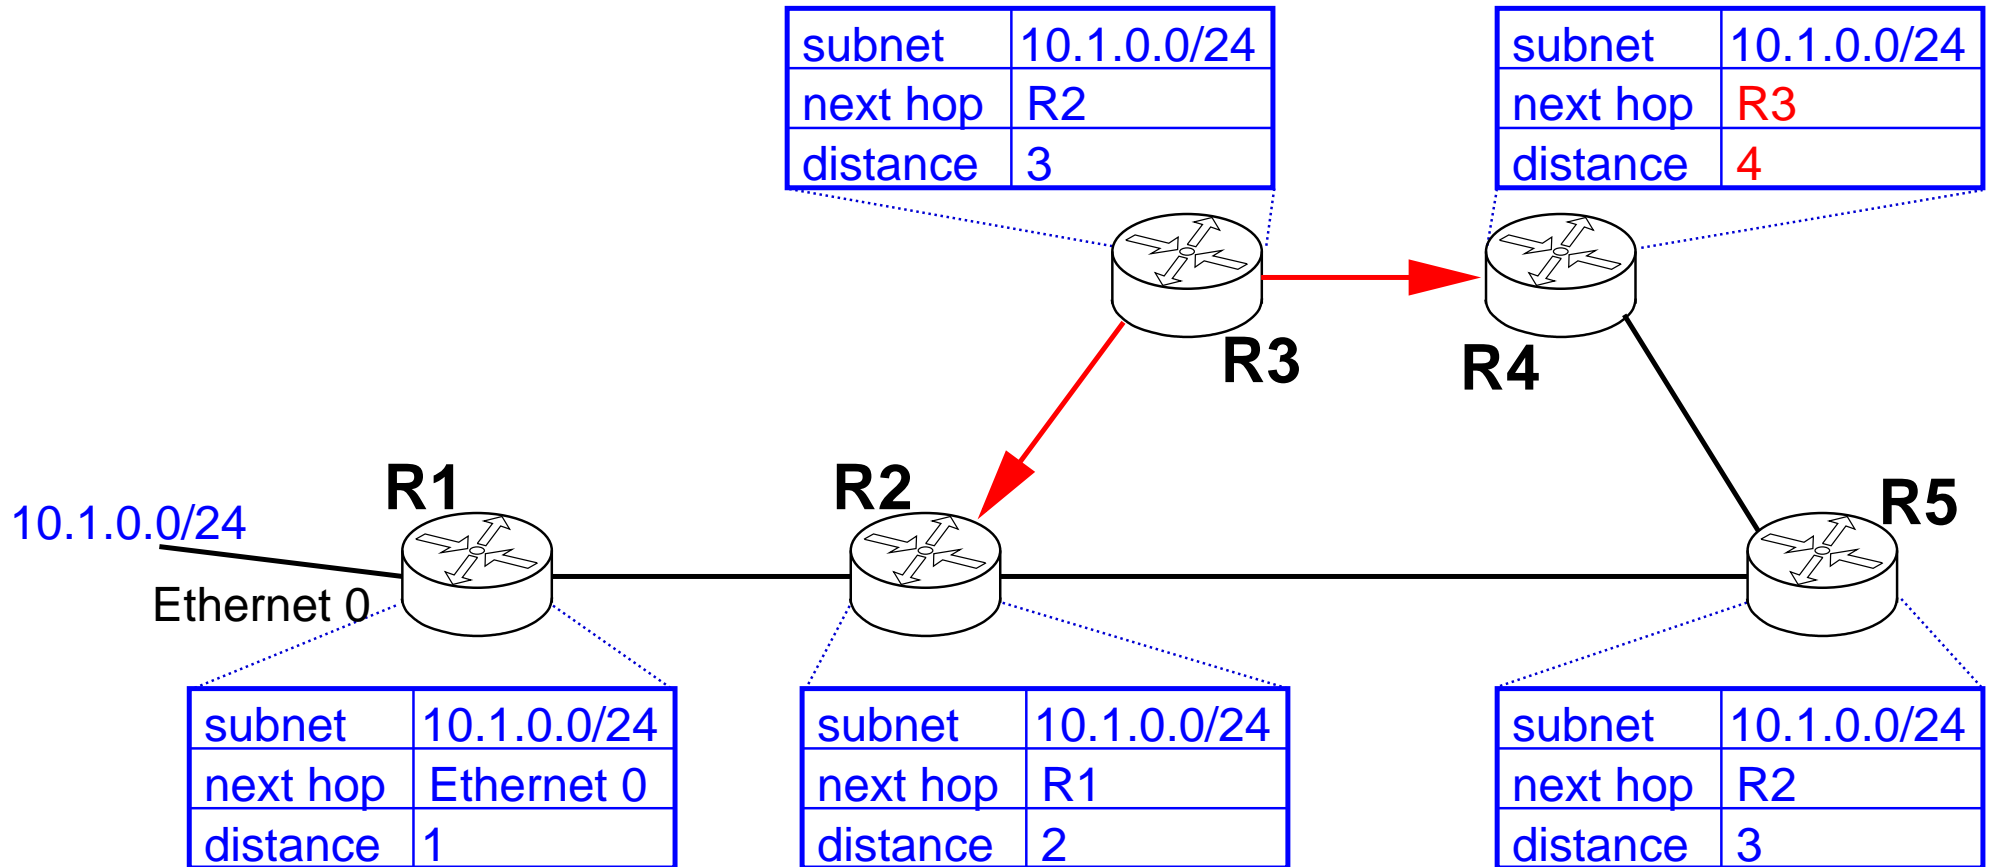 subnet 10.1.0.0/24
next hop R2
distance 3
subnet 10.1.0.0/24
next hop R3
distance 4
R3
R4
R1
R2
R5
10.1.0.0/24
Ethernet 0
subnet 10.1.0.0/24
next hop Ethernet 0
distance 1
subnet 10.1.0.0/24
next hop R1
distance 2
subnet 10.1.0.0/24
next hop R2
distance 3